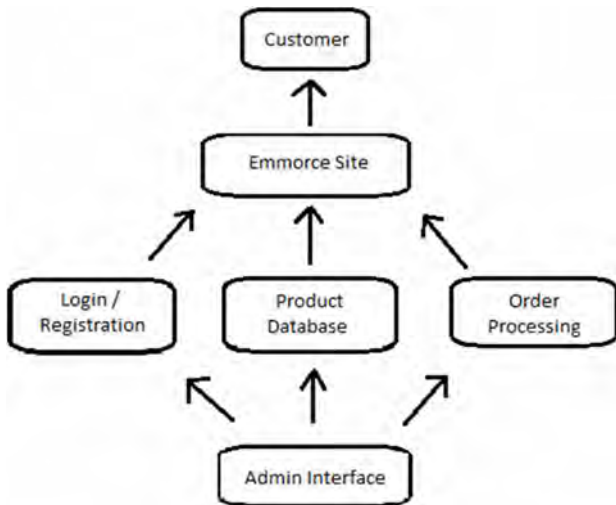 Customer
Emmorce Site
Login /
Registration
Product
Database
Order
Processing
Admin Interface